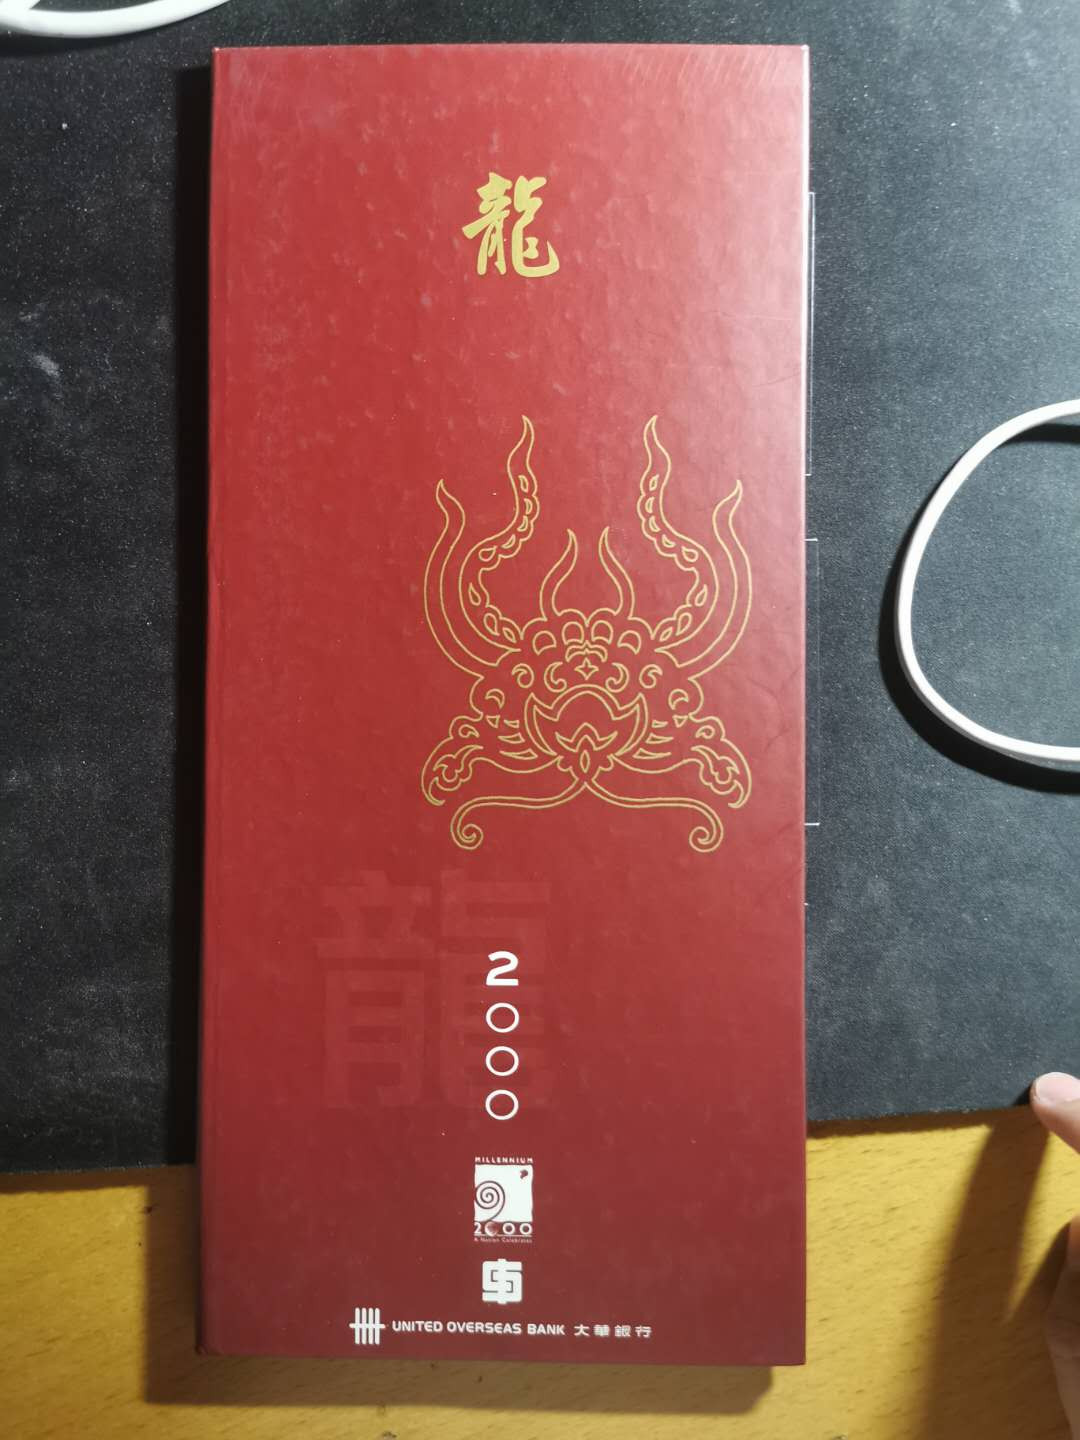 龍
龍
2
0
0
0
MILLENNIUM
2000
A Nation Celebrates
UNITED OVERSEAS BANK 大華銀行